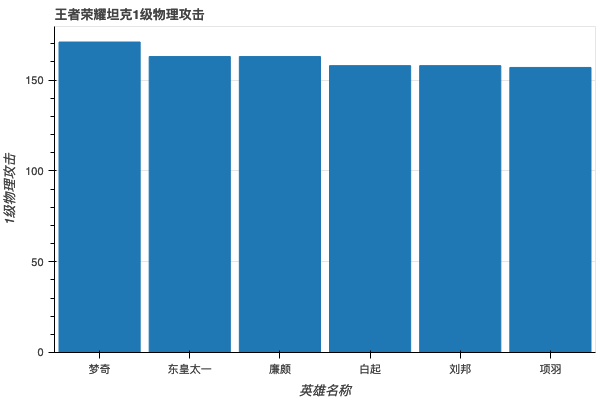 王者荣耀坦克1级物理攻击
1级物理攻击
150
100
50
0
梦奇 东皇太一 廉颇 白起 刘邦 项羽
英雄名称